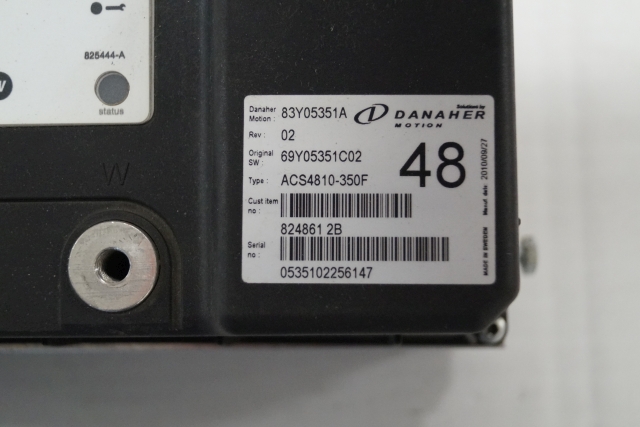 825444-A
status
W
Danaher Motion : 83Y05351A
Solutions by
DANAHER
MOTION
Rev : 02
Original SW : 69Y05351C02
48
Type : ACS4810-350F
Cust item no :
824861 2B
Serial no :
0535102256147
Manuf. date: 2010/09/27
MADE IN SWEDEN